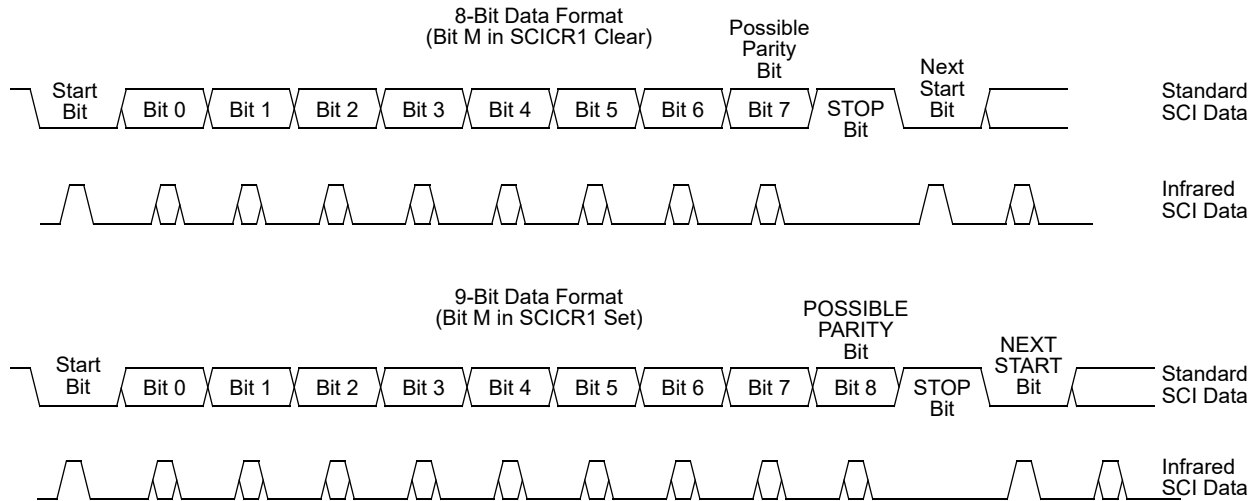 8-Bit Data Format
(Bit M in SCICR1 Clear)
Possible
Parity
Bit
Start
Bit
Bit 0
Bit 1
Bit 2
Bit 3
Bit 4
Bit 5
Bit 6
Bit 7
STOP
Bit
Next
Start
Bit
Standard
SCI Data
Infrared
SCI Data
9-Bit Data Format
(Bit M in SCICR1 Set)
POSSIBLE
PARITY
Bit
Start
Bit
Bit 0
Bit 1
Bit 2
Bit 3
Bit 4
Bit 5
Bit 6
Bit 7
Bit 8
STOP
Bit
NEXT
START
Bit
Standard
SCI Data
Infrared
SCI Data